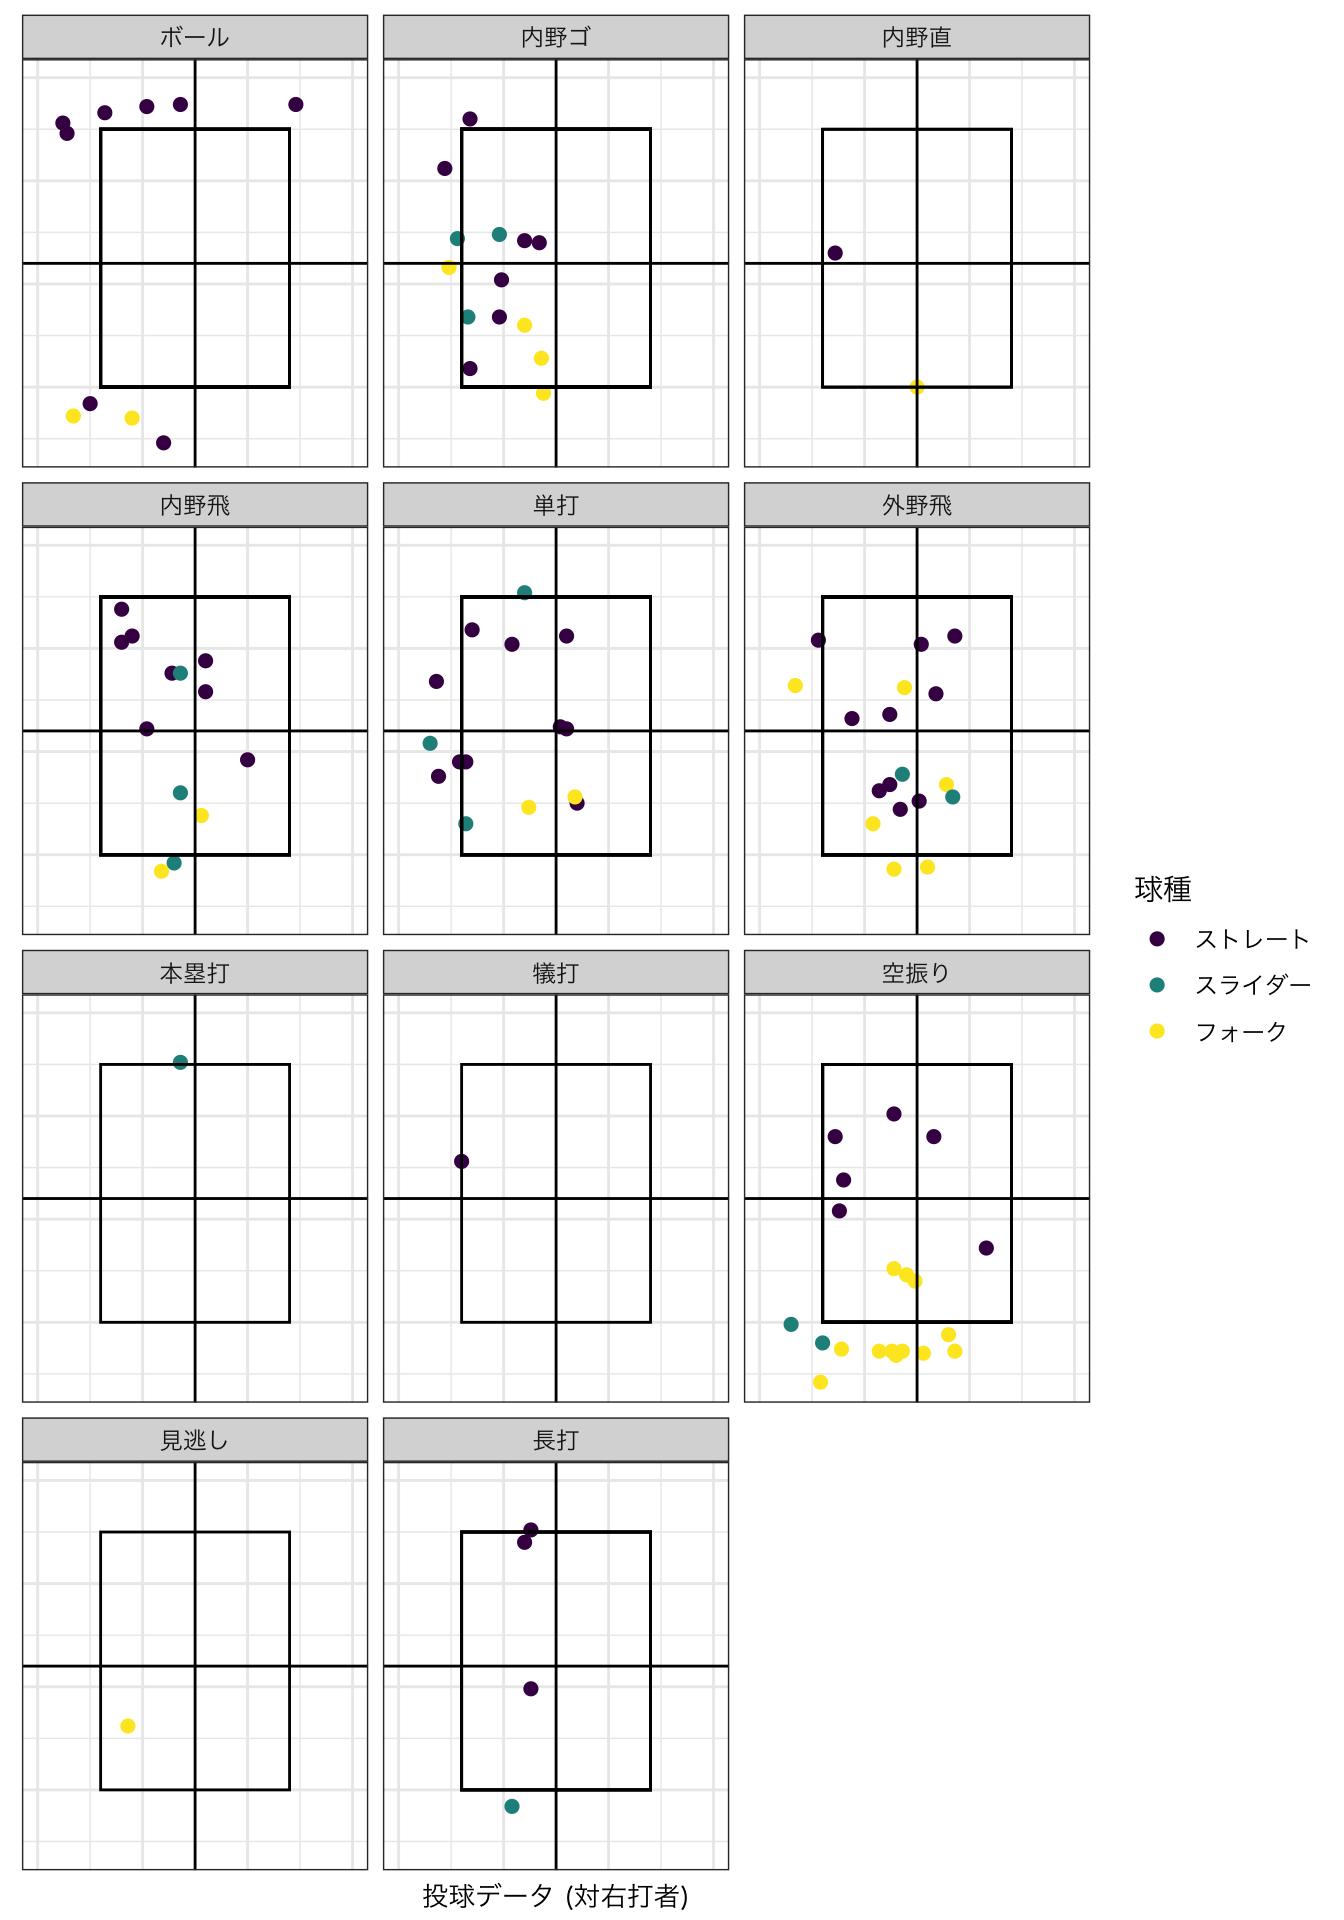 ボール
内野ゴ
内野直
内野飛
単打
外野飛
本塁打
犠打
空振り
見逃し
長打
球種
ストレート
スライダー
フォーク
投球データ (対右打者)